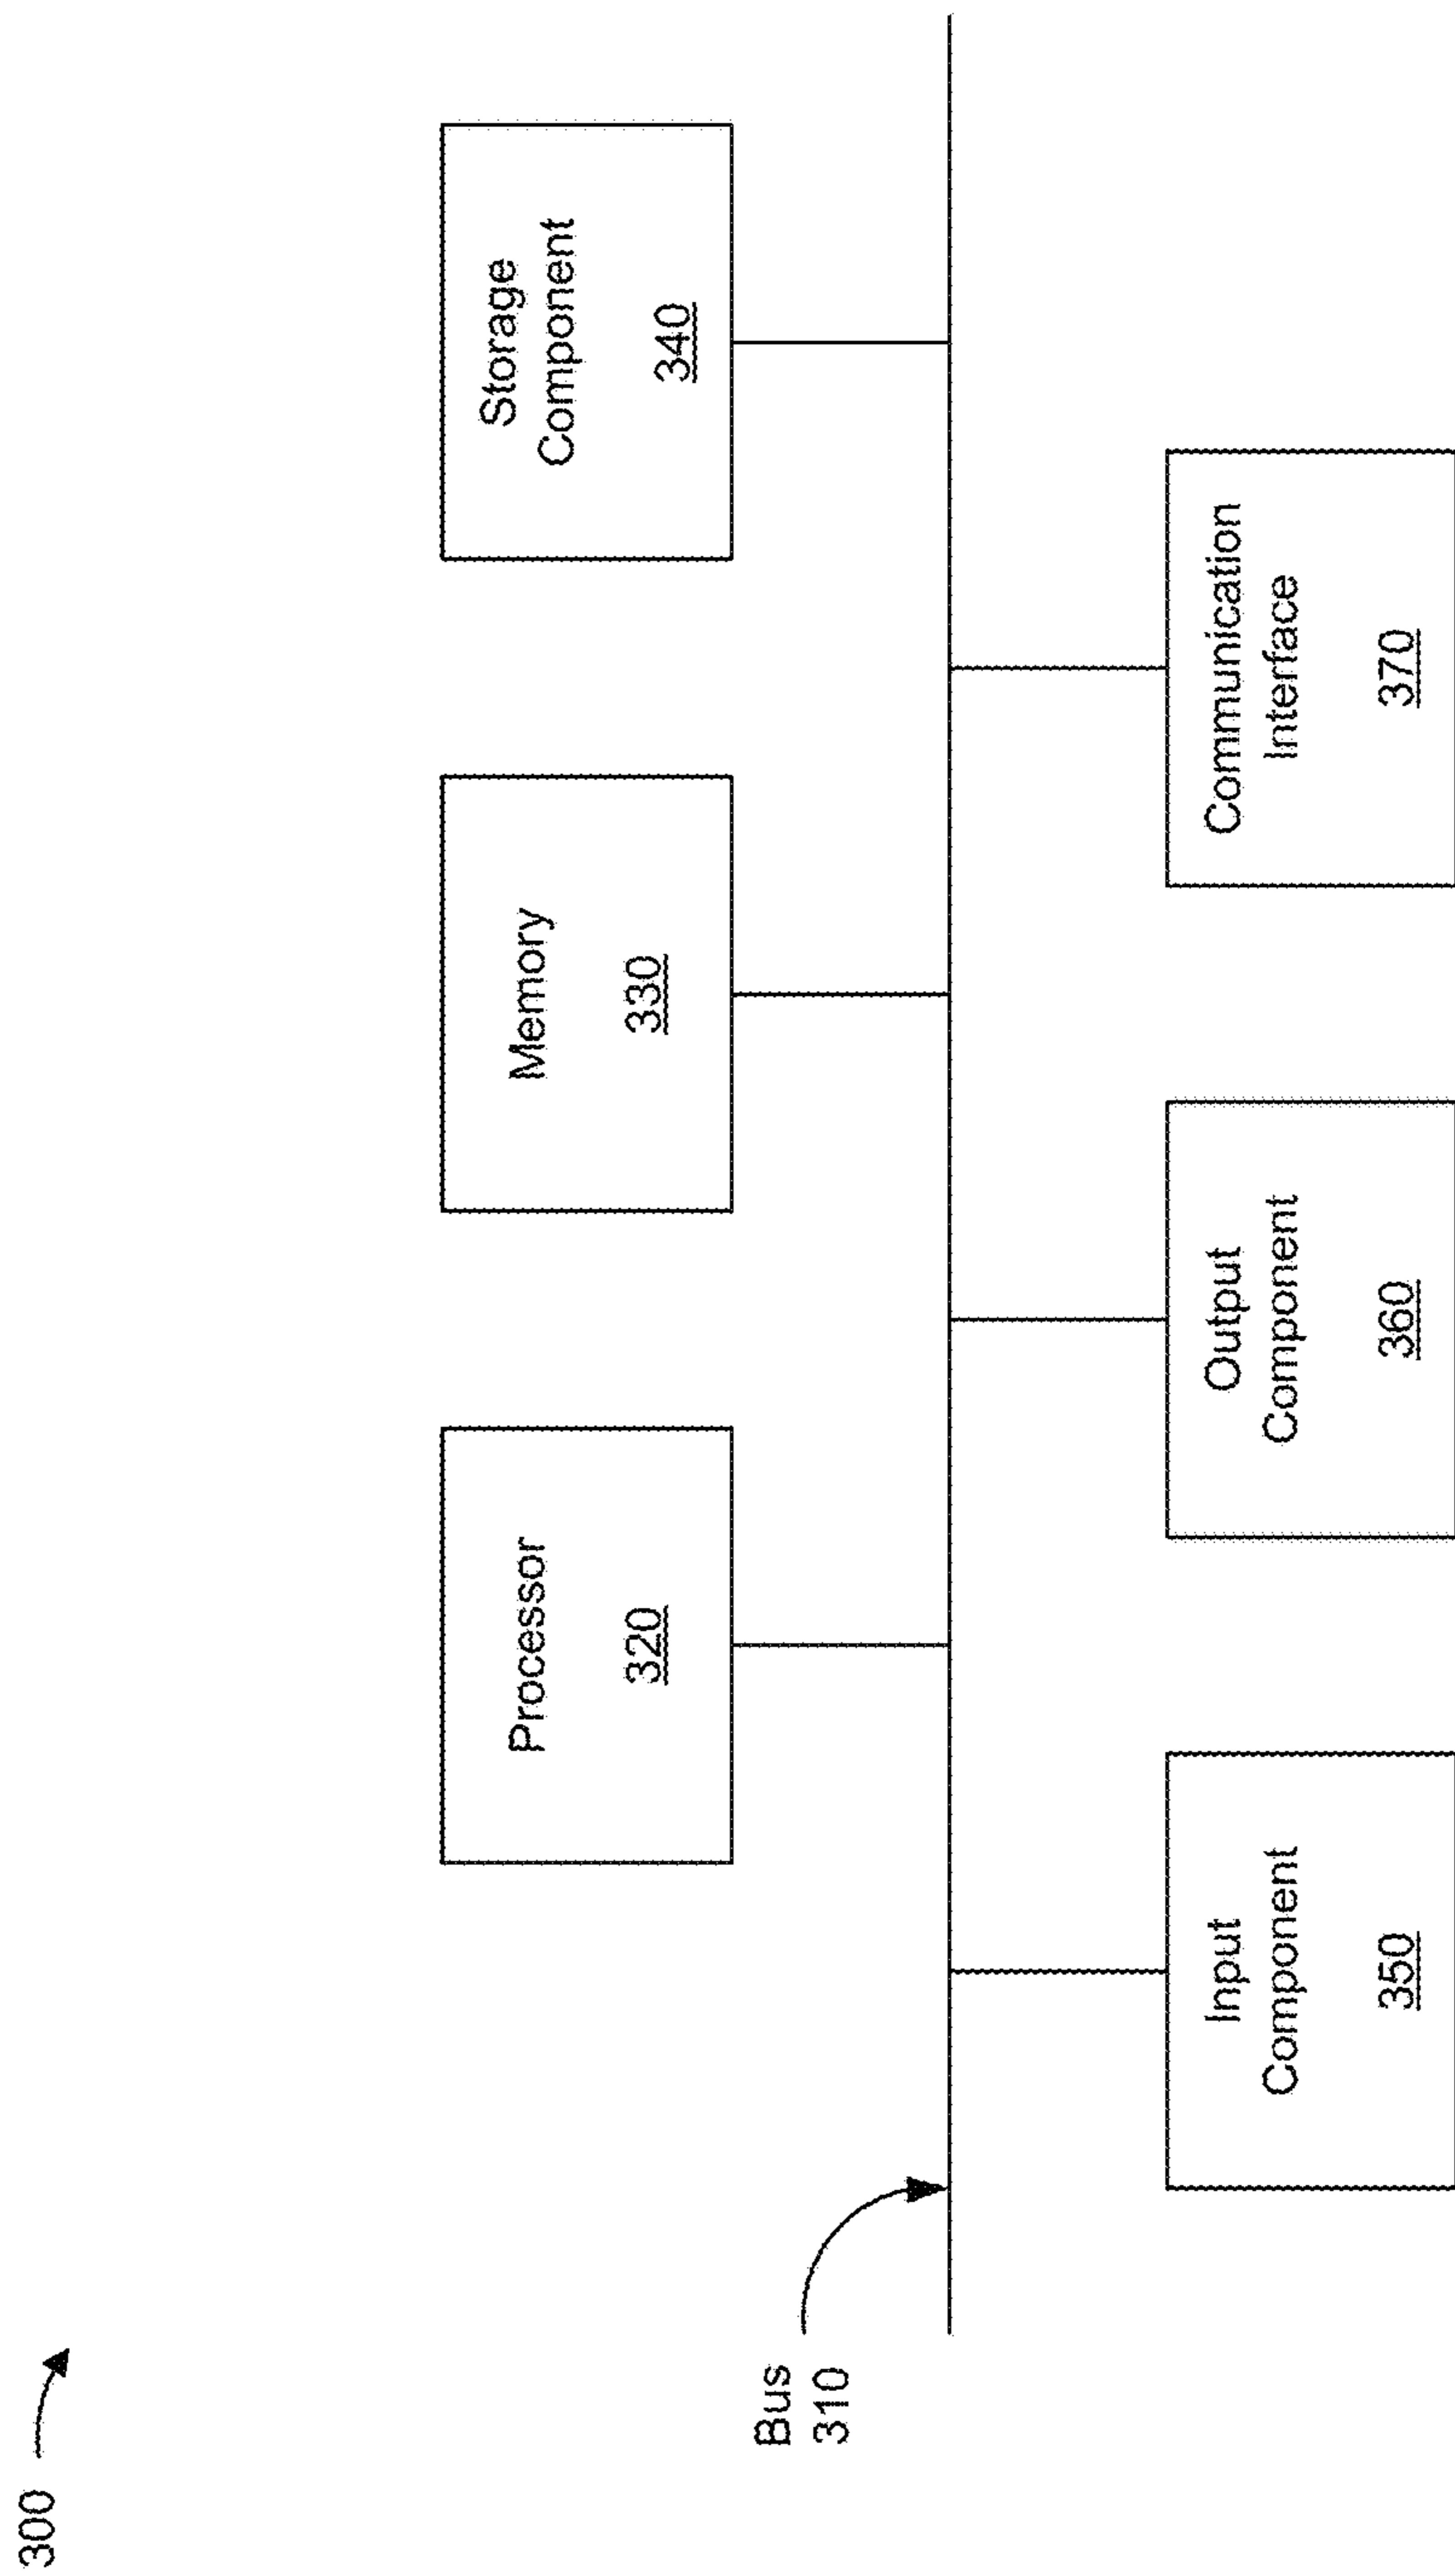 300
Bus
310
Processor
320
Memory
330
Storage
Component
340
Input
Component
350
Output
Component
360
Communication
Interface
370